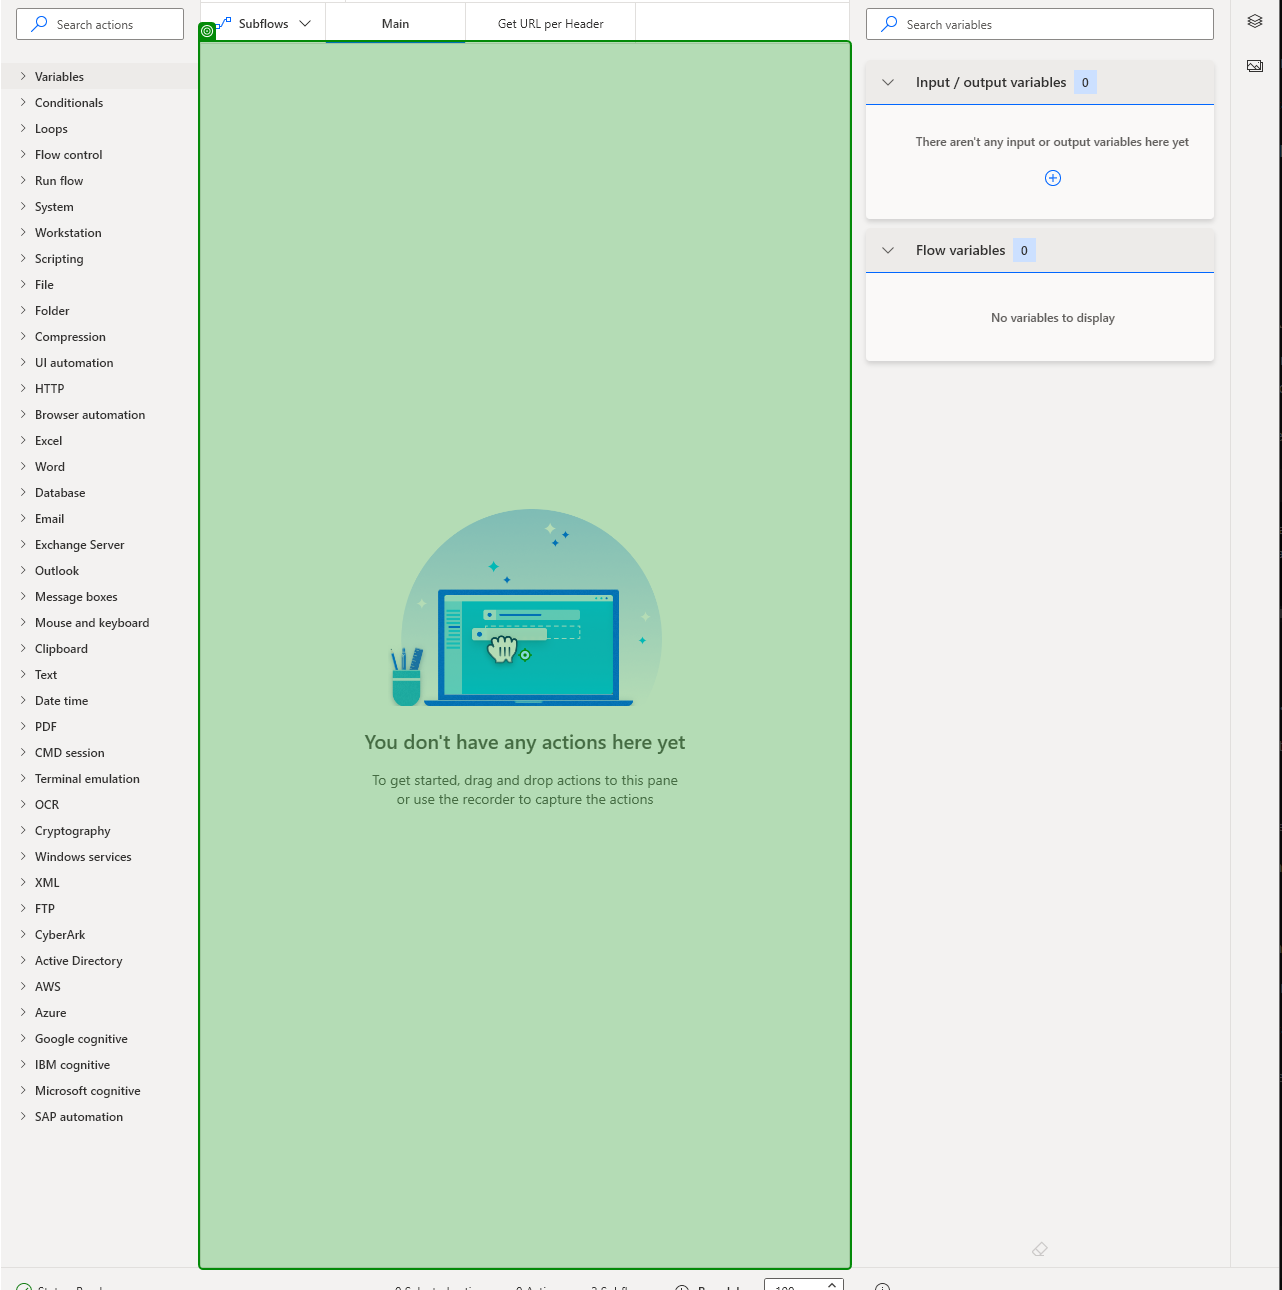 Search actions
Variables
Conditionals
Loops
Flow control
Run flow
System
Workstation
Scripting
File
Folder
Compression
UI automation
HTTP
Browser automation
Excel
Word
Database
Email
Exchange Server
Outlook
Message boxes
Mouse and keyboard
Clipboard
Text
Date time
PDF
CMD session
Terminal emulation
OCR
Cryptography
Windows services
XML
FTP
CyberArk
Active Directory
AWS
Azure
Google cognitive
IBM cognitive
Microsoft cognitive
SAP automation
Subflows
Main
Get URL per Header
You don't have any actions here yet
To get started, drag and drop actions to this pane
or use the recorder to capture the actions
Search variables
Input / output variables 0
There aren't any input or output variables here yet
Flow variables 0
No variables to display